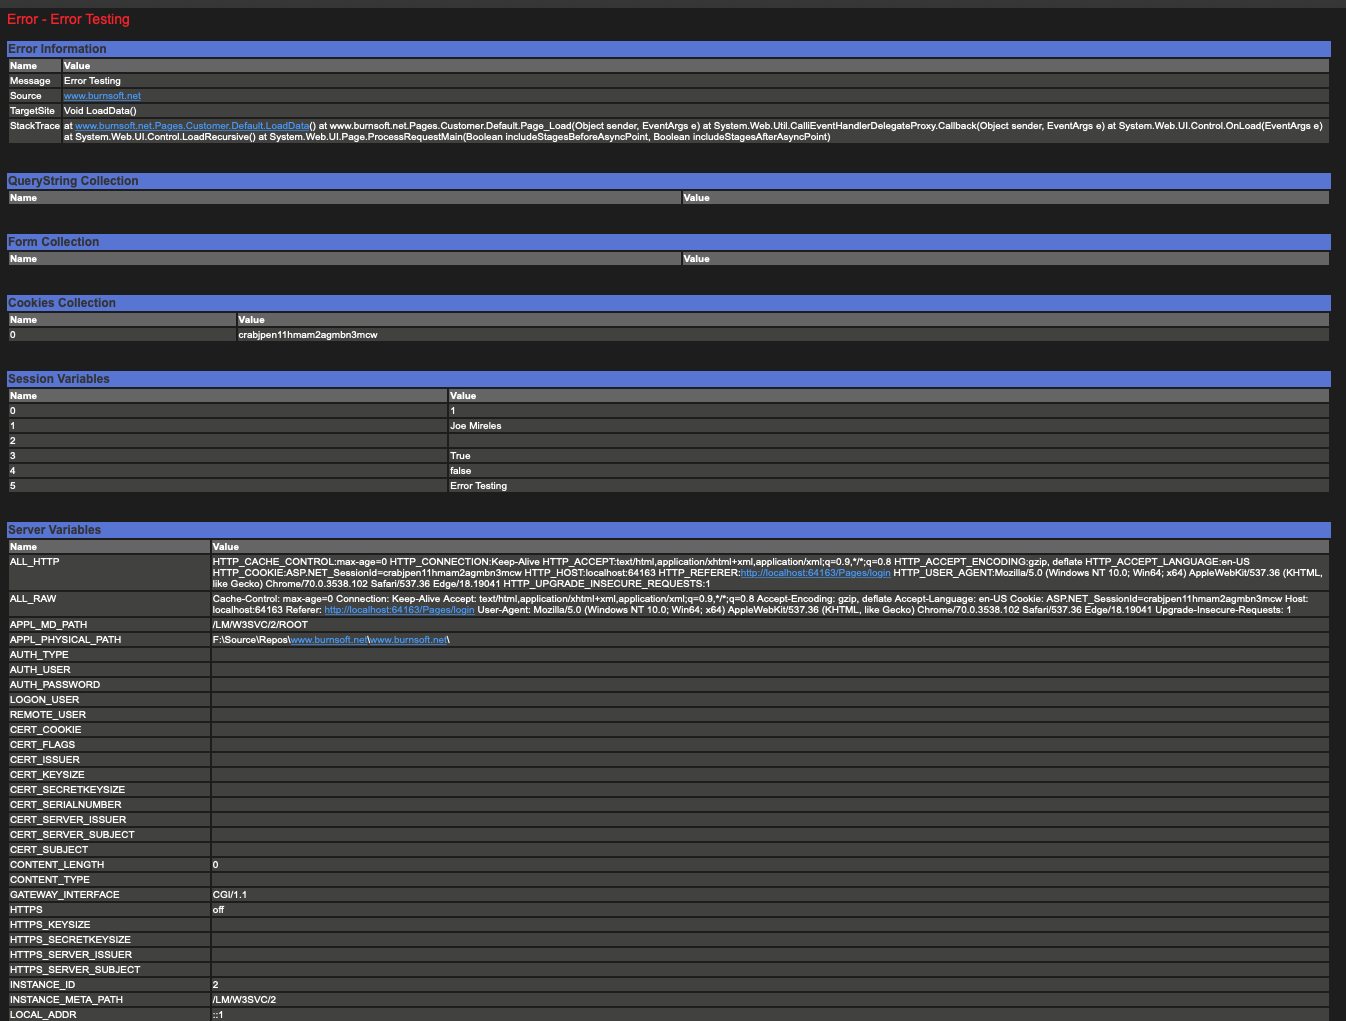 Error - Error Testing
Error Information
Name Value
Message Error Testing
Source www.burnsoft.net
TargetSite Void LoadData()
StackTrace at www.burnsoft.net.Pages.Customer.Default.LoadData() at www.burnsoft.net.Pages.Customer.Default.Page_Load(Object sender, EventArgs e) at System.Web.Util.CalliEventHandlerDelegateProxy.Callback(Object sender, EventArgs e) at System.Web.UI.Control.OnLoad(EventArgs e)
at System.Web.UI.Control.LoadRecursive() at System.Web.UI.Page.ProcessRequestMain(Boolean includeStagesBeforeAsyncPoint, Boolean includeStagesAfterAsyncPoint)
QueryString Collection
Name Value
Form Collection
Name Value
Cookies Collection
Name Value
0 crabjpen11hmam2agmbn3mcw
Session Variables
Name Value
0 1
1 Joe Mireles
2
3 True
4 false
5 Error Testing
Server Variables
Name Value
ALL_HTTP HTTP_CACHE_CONTROL:max-age=0 HTTP_CONNECTION:Keep-Alive HTTP_ACCEPT:text/html,application/xhtml+xml,application/xml;q=0.9,*/*;q=0.8 HTTP_ACCEPT_ENCODING:gzip, deflate HTTP_ACCEPT_LANGUAGE:en-US
HTTP_COOKIE:ASP.NET_SessionId=crabjpen11hmam2agmbn3mcw HTTP_HOST:localhost:64163 HTTP_REFERER:http://localhost:64163/Pages/login HTTP_USER_AGENT:Mozilla/5.0 (Windows NT 10.0; Win64; x64) AppleWebKit/537.36 (KHTML,
like Gecko) Chrome/70.0.3538.102 Safari/537.36 Edge/18.19041 HTTP_UPGRADE_INSECURE_REQUESTS:1
ALL_RAW Cache-Control: max-age=0 Connection: Keep-Alive Accept: text/html,application/xhtml+xml,application/xml;q=0.9,*/*;q=0.8 Accept-Encoding: gzip, deflate Accept-Language: en-US Cookie: ASP.NET_SessionId=crabjpen11hmam2agmbn3mcw Host:
localhost:64163 Referer: http://localhost:64163/Pages/login User-Agent: Mozilla/5.0 (Windows NT 10.0; Win64; x64) AppleWebKit/537.36 (KHTML, like Gecko) Chrome/70.0.3538.102 Safari/537.36 Edge/18.19041 Upgrade-Insecure-Requests: 1
APPL_MD_PATH /LM/W3SVC/2/ROOT
APPL_PHYSICAL_PATH F:\Source\Repos\www.burnsoft.net\www.burnsoft.net\
AUTH_TYPE
AUTH_USER
AUTH_PASSWORD
LOGON_USER
REMOTE_USER
CERT_COOKIE
CERT_FLAGS
CERT_ISSUER
CERT_KEYSIZE
CERT_SECRETKEYSIZE
CERT_SERIALNUMBER
CERT_SERVER_ISSUER
CERT_SERVER_SUBJECT
CERT_SUBJECT
CONTENT_LENGTH 0
CONTENT_TYPE
GATEWAY_INTERFACE CGI/1.1
HTTPS off
HTTPS_KEYSIZE
HTTPS_SECRETKEYSIZE
HTTPS_SERVER_ISSUER
HTTPS_SERVER_SUBJECT
INSTANCE_ID 2
INSTANCE_META_PATH /LM/W3SVC/2
LOCAL_ADDR ::1